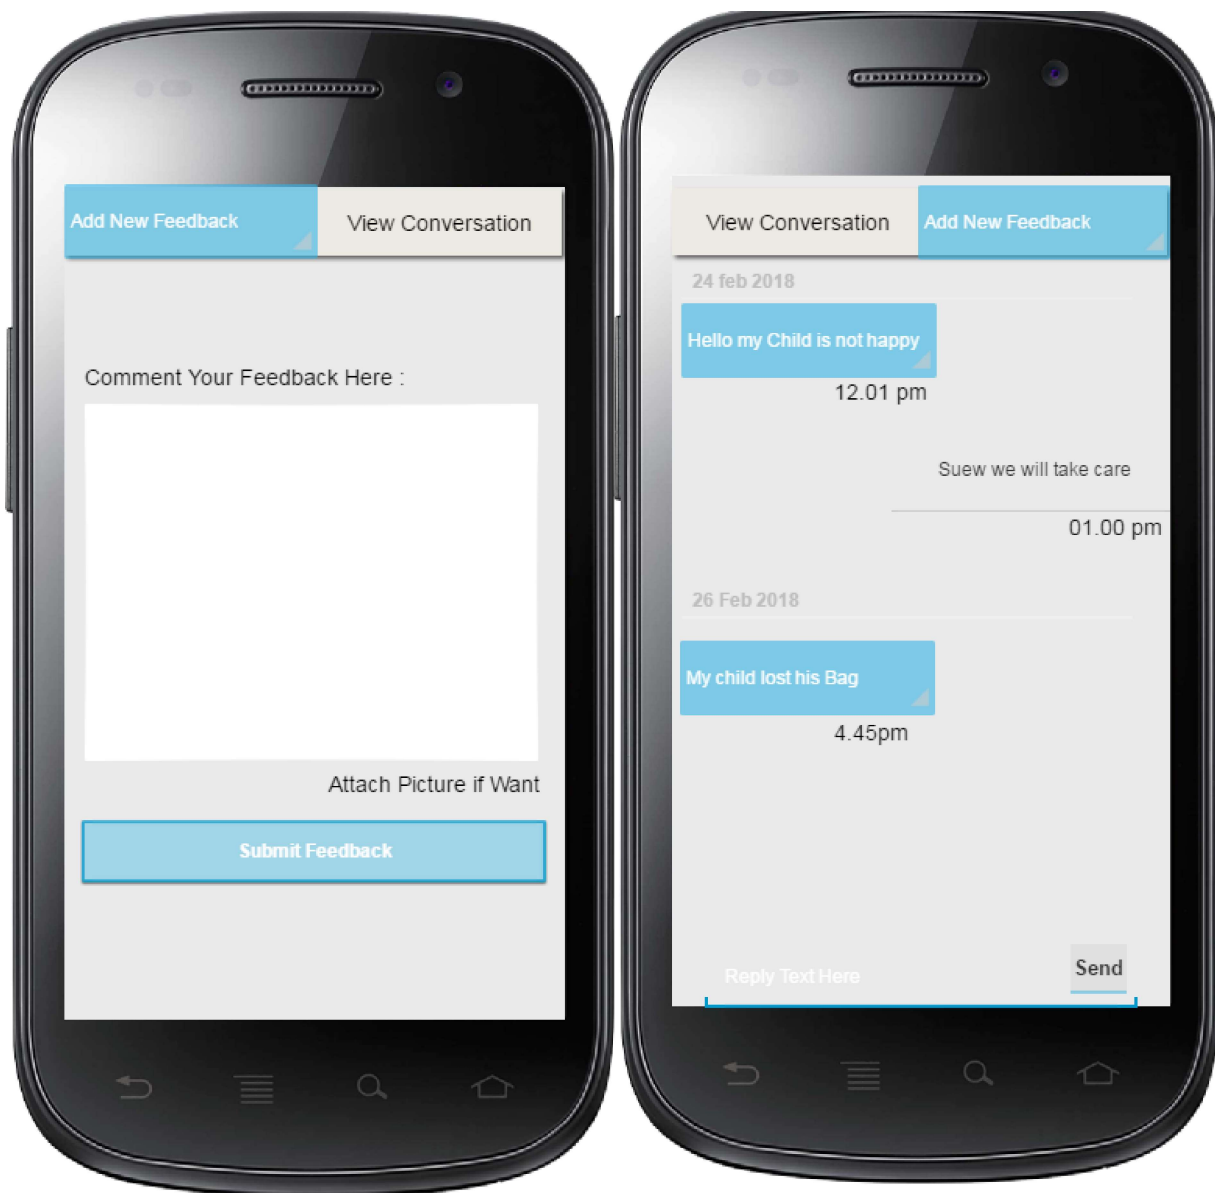 Add New Feedback
View Conversation
Comment Your Feedback Here :
Attach Picture if Want
Submit Feedback
View Conversation
Add New Feedback
24 feb 2018
Hello my Child is not happy
12.01 pm
Suew we will take care
01.00 pm
26 Feb 2018
My child lost his Bag
4.45pm
Reply Text Here
Send